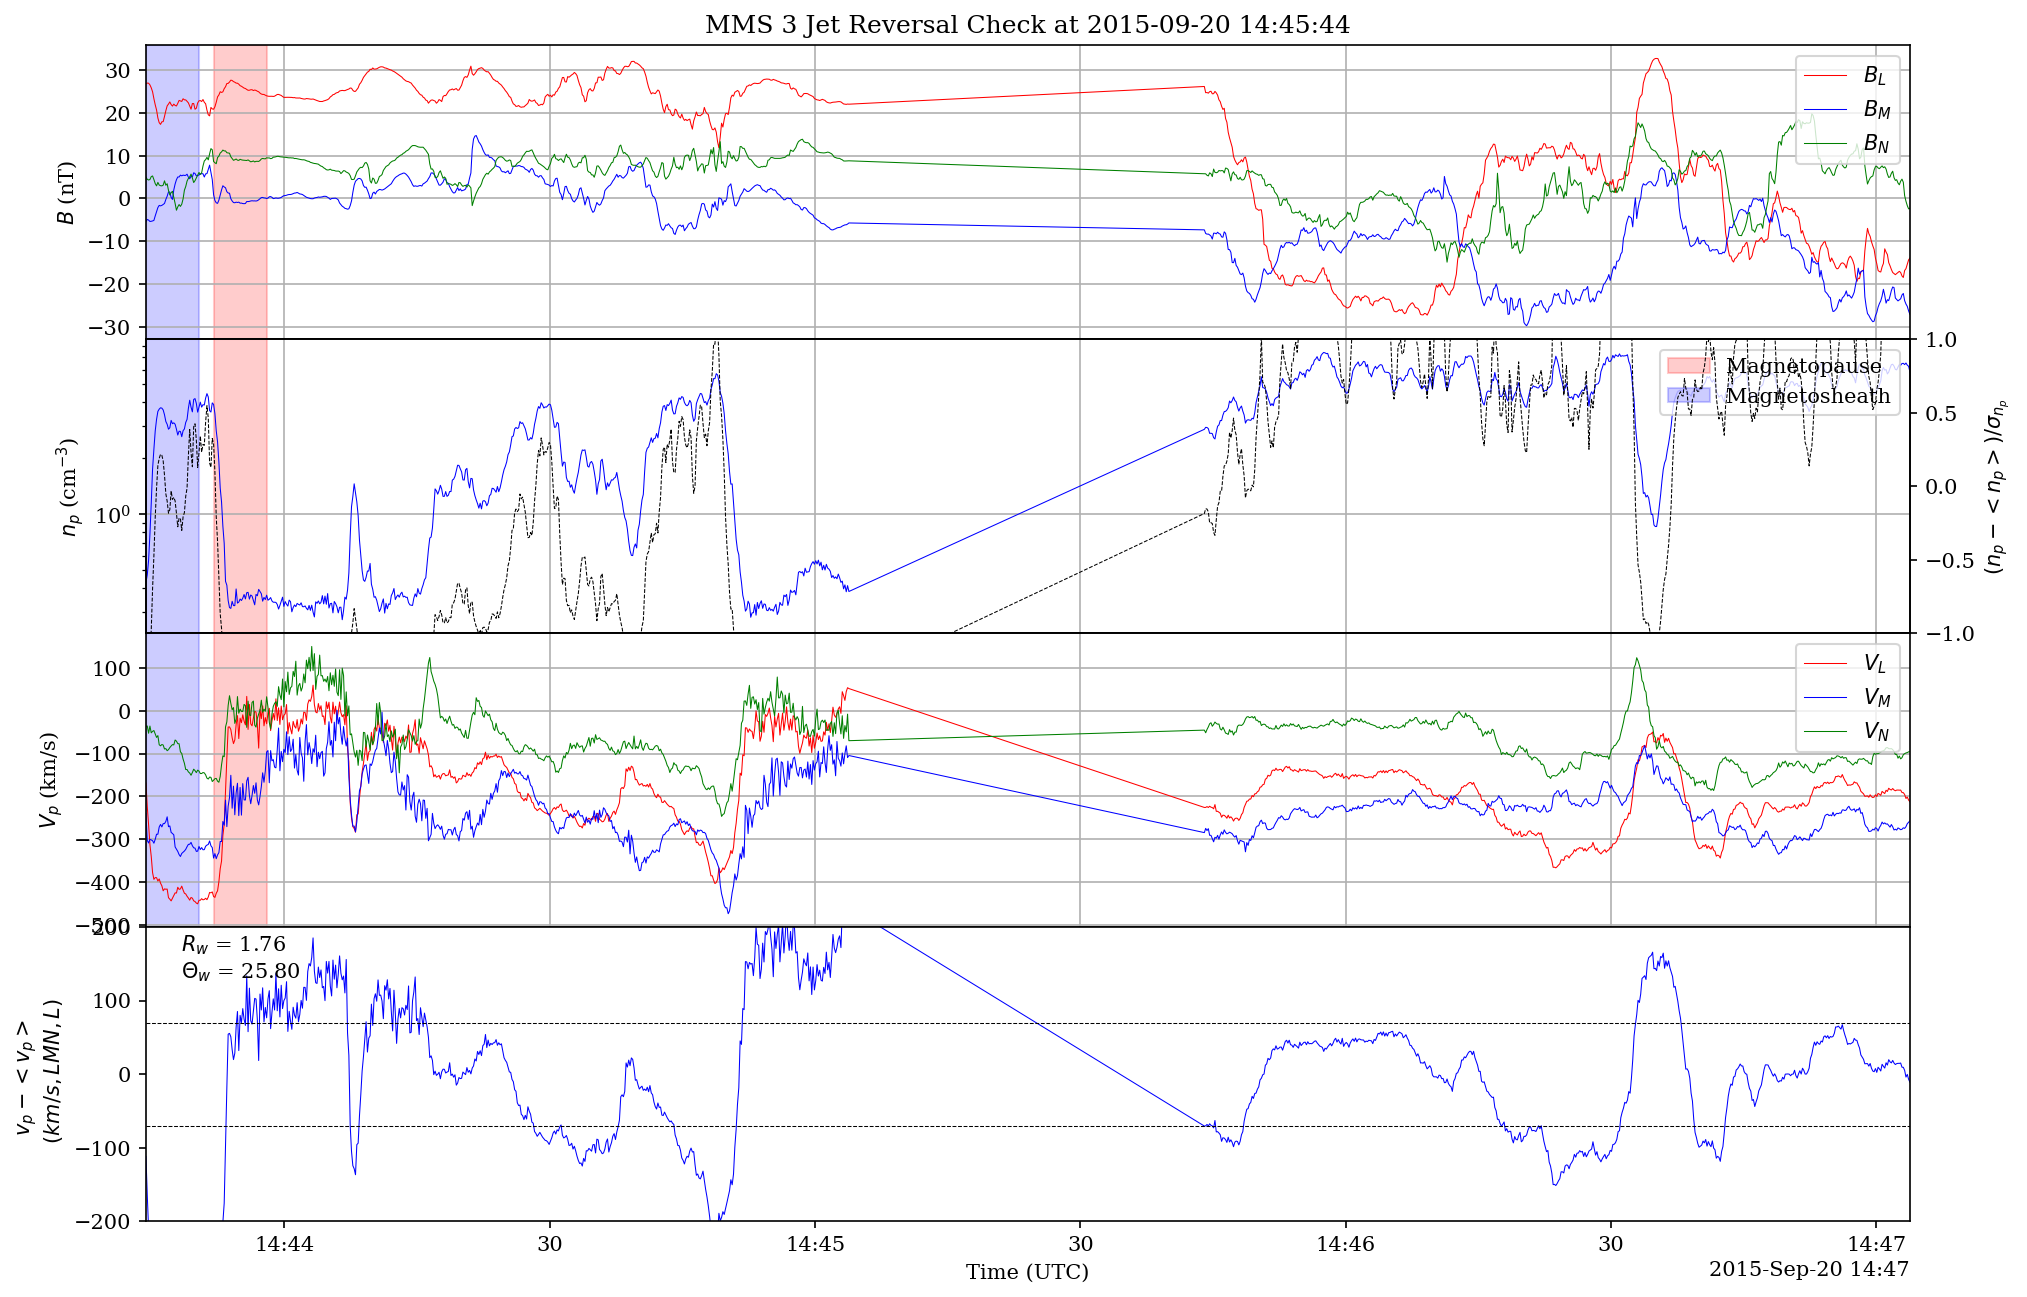 MMS 3 Jet Reversal Check at 2015-09-20 14:45:44
30
20
10
0
−10
−20
−30
B (nT)
B_L
B_M
B_N
10^0
n_p (cm^−3)
1.0
0.5
0.0
−0.5
−1.0
(n_p − < n_p >)/σ_{n_p}
Magnetopause
Magnetosheath
100
0
−100
−200
−300
−400
−500
V_p (km/s)
V_L
V_M
V_N
200
100
0
−100
−200
v_p − < v_p >
(km/s, LMN, L)
R_w = 1.76
Θ_w = 25.80
14:44
30
14:45
30
14:46
30
14:47
Time (UTC)
2015-Sep-20 14:47